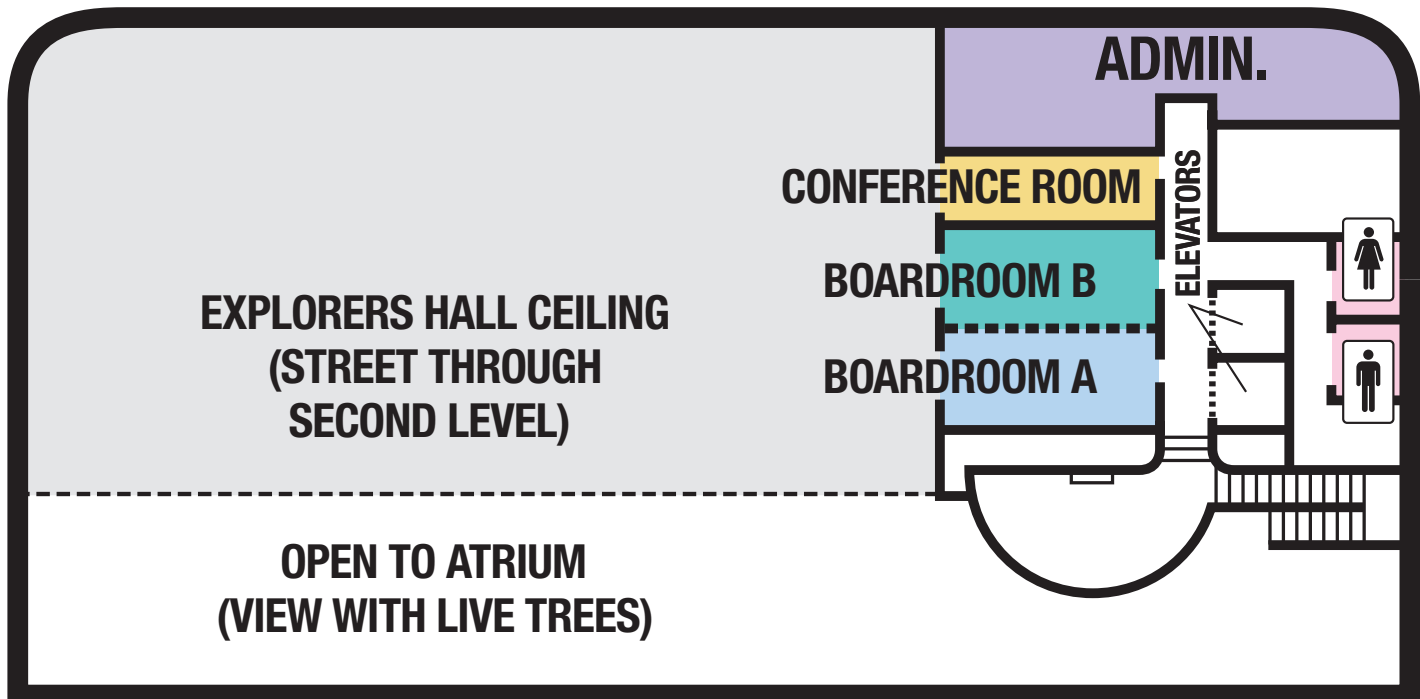 ADMIN.
CONFERENCE ROOM
ELEVATORS
BOARDROOM B
BOARDROOM A
EXPLORERS HALL CEILING
(STREET THROUGH
SECOND LEVEL)
OPEN TO ATRIUM
(VIEW WITH LIVE TREES)